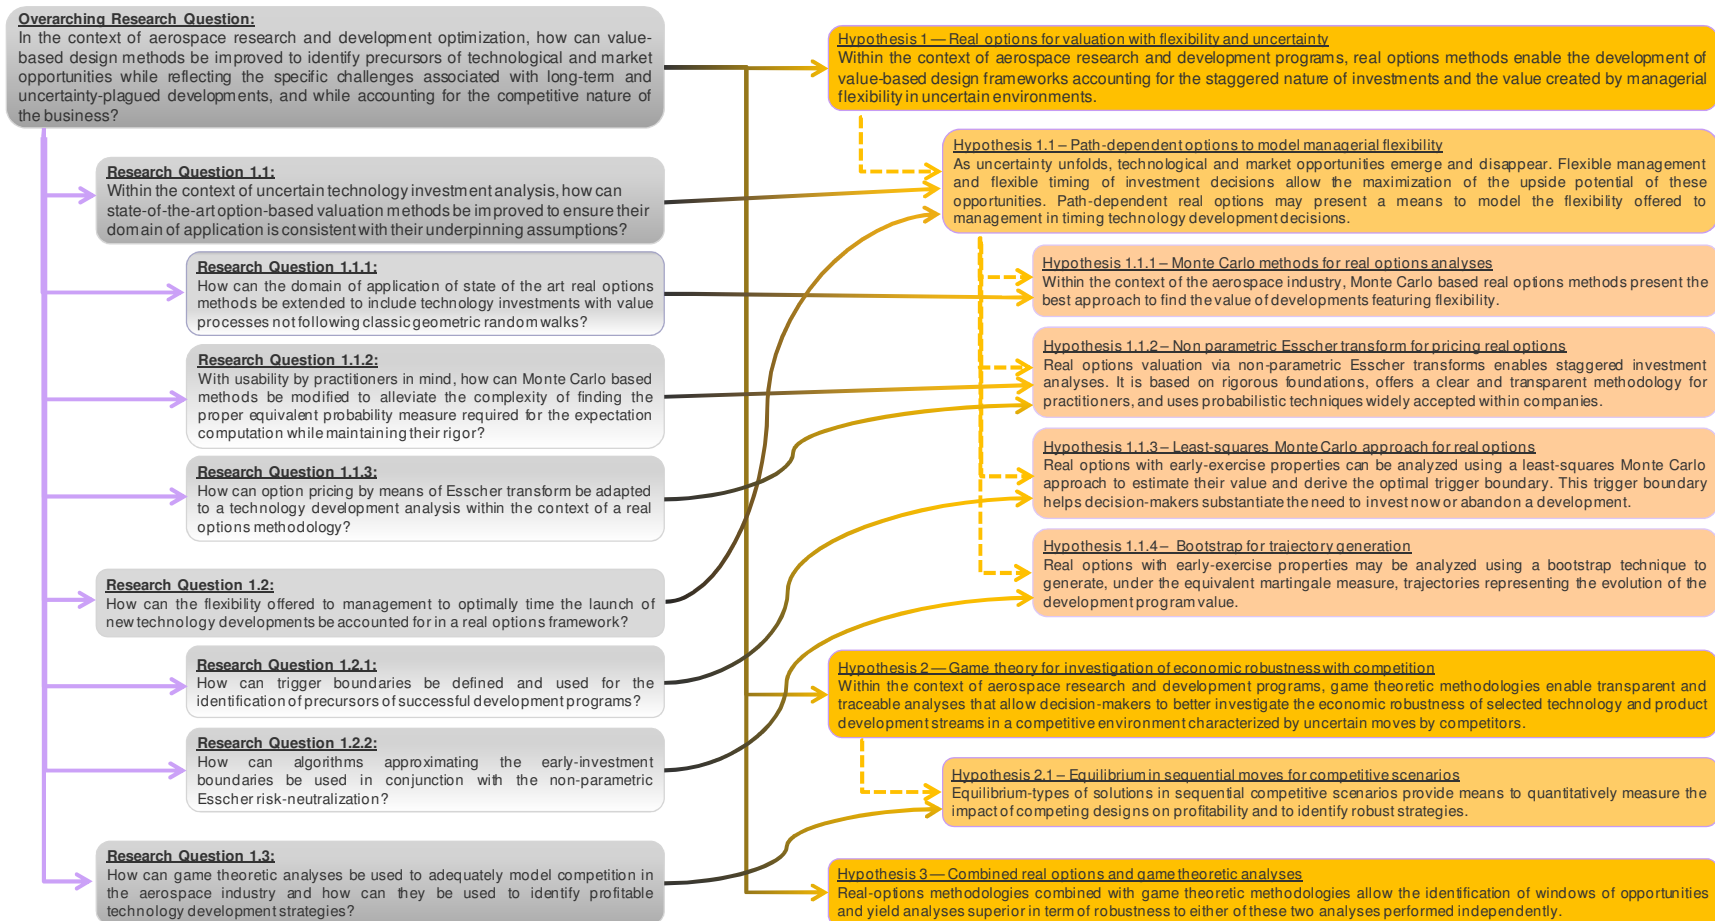 Overarching Research Question:
In the context of aerospace research and development optimization, how can value-
based design methods be improved to identify precursors of technological and market
opportunities while reflecting the specific challenges associated with long-term and
uncertainty-plagued developments, and while accounting for the competitive nature of
the business?
Research Question 1.1:
Within the context of uncertain technology investment analysis, how can
state-of-the-art option-based valuation methods be improved to ensure their
domain of application is consistent with their underpinning assumptions?
Research Question 1.1.1:
How can the domain of application of state of the art real options
methods be extended to include technology investments with value
processes not following classic geometric random walks?
Research Question 1.1.2:
With usability by practitioners in mind, how can Monte Carlo based
methods be modified to alleviate the complexity of finding the
proper equivalent probability measure required for the expectation
computation while maintaining their rigor?
Research Question 1.1.3:
How can option pricing by means of Esscher transform be adapted
to a technology development analysis within the context of a real
options methodology?
Research Question 1.2:
How can the flexibility offered to management to optimally time the launch of
new technology developments be accounted for in a real options framework?
Research Question 1.2.1:
How can trigger boundaries be defined and used for the
identification of precursors of successful development programs?
Research Question 1.2.2:
How can algorithms approximating the early-investment
boundaries be used in conjunction with the non-parametric
Esscher risk-neutralization?
Research Question 1.3:
How can game theoretic analyses be used to adequately model competition in
the aerospace industry and how can they be used to identify profitable
technology development strategies?
Hypothesis 1 — Real options for valuation with flexibility and uncertainty
Within the context of aerospace research and development programs, real options methods enable the development of
value-based design frameworks accounting for the staggered nature of investments and the value created by managerial
flexibility in uncertain environments.
Hypothesis 1.1 – Path-dependent options to model managerial flexibility
As uncertainty unfolds, technological and market opportunities emerge and disappear. Flexible management
and flexible timing of investment decisions allow the maximization of the upside potential of these
opportunities. Path-dependent real options may present a means to model the flexibility offered to
management in timing technology development decisions.
Hypothesis 1.1.1 – Monte Carlo methods for real options analyses
Within the context of the aerospace industry, Monte Carlo based real options methods present the
best approach to find the value of developments featuring flexibility.
Hypothesis 1.1.2 – Non parametric Esscher transform for pricing real options
Real options valuation via non-parametric Esscher transforms enables staggered investment
analyses. It is based on rigorous foundations, offers a clear and transparent methodology for
practitioners, and uses probabilistic techniques widely accepted within companies.
Hypothesis 1.1.3 – Least-squares Monte Carlo approach for real options
Real options with early-exercise properties can be analyzed using a least-squares Monte Carlo
approach to estimate their value and derive the optimal trigger boundary. This trigger boundary
helps decision-makers substantiate the need to invest now or abandon a development.
Hypothesis 1.1.4 – Bootstrap for trajectory generation
Real options with early-exercise properties may be analyzed using a bootstrap technique to
generate, under the equivalent martingale measure, trajectories representing the evolution of the
development program value.
Hypothesis 2 — Game theory for investigation of economic robustness with competition
Within the context of aerospace research and development programs, game theoretic methodologies enable transparent and
traceable analyses that allow decision-makers to better investigate the economic robustness of selected technology and product
development streams in a competitive environment characterized by uncertain moves by competitors.
Hypothesis 2.1 – Equilibrium in sequential moves for competitive scenarios
Equilibrium-types of solutions in sequential competitive scenarios provide means to quantitatively measure the
impact of competing designs on profitability and to identify robust strategies.
Hypothesis 3 — Combined real options and game theoretic analyses
Real-options methodologies combined with game theoretic methodologies allow the identification of windows of opportunities
and yield analyses superior in term of robustness to either of these two analyses performed independently.